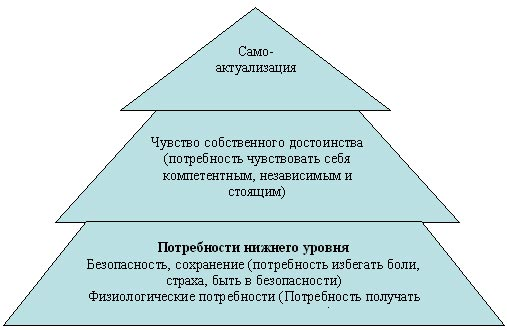 Само-
актуализация
Чувство собственного достоинства
(потребность чувствовать себя
компетентным, независимым и
стоящим)
Потребности нижнего уровня
Безопасность, сохранение (потребность избегать боли,
страха, быть в безопасности)
Физиологические потребности (Потребность получать